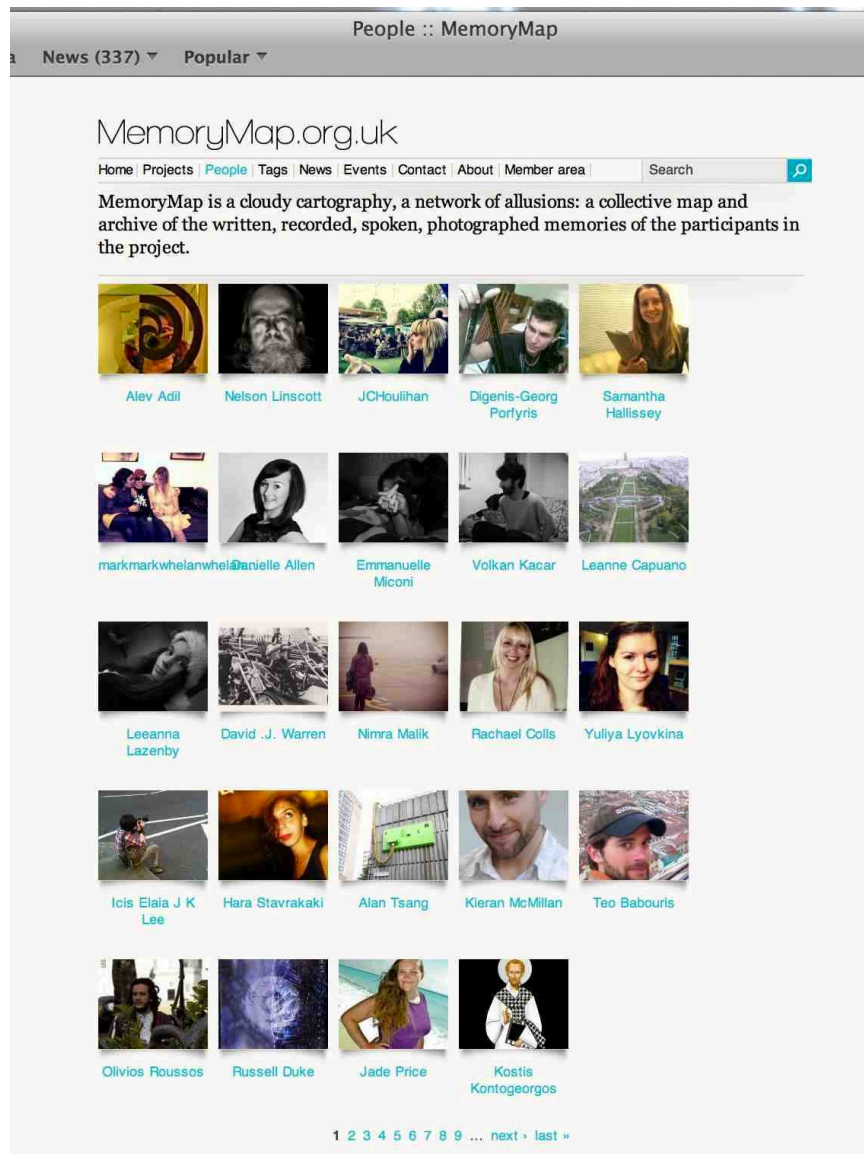 People :: MemoryMap
a News (337) Popular
MemoryMap.org.uk
Home Projects People Tags News Events Contact About Member area Search
MemoryMap is a cloudy cartography, a network of allusions: a collective map and
archive of the written, recorded, spoken, photographed memories of the participants in
the project.
Alev Adil
Nelson Linscott
JCHoulihan
Digenis-Georg
Porfyris
Samantha
Hallissey
Danielle Allen
Emmanuelle
Miconi
Volkan Kacar
Leanne Capuano
Leeanna
Lazenby
David .J. Warren
Nimra Malik
Rachael Colls
Yuliya Lyovkina
Icis Elaia J K
Lee
Hara Stavrakaki
Alan Tsang
Kieran McMillan
Teo Babouris
Olivios Roussos
Russell Duke
Jade Price
Kostis
Kontogeorgos
1 2 3 4 5 6 7 8 9 ... next › last »